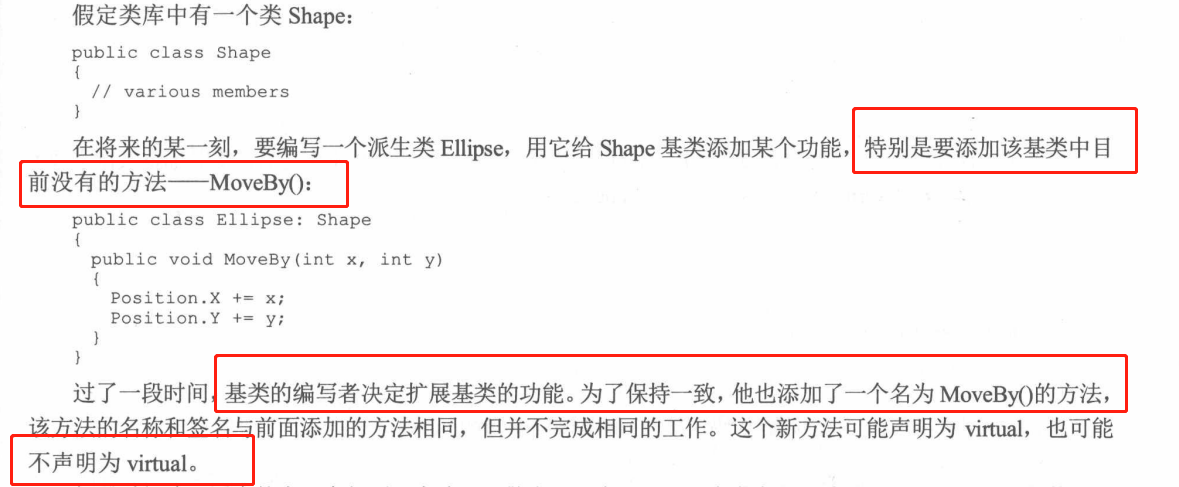 假定类库中有一个类 Shape：
public class Shape
{
// various members
}
在将来的某一刻，要编写一个派生类 Ellipse，用它给 Shape 基类添加某个功能，特别是要添加该基类中目
前没有的方法——MoveBy()：
public class Ellipse: Shape
{
public void MoveBy(int x, int y)
{
Position.X += x;
Position.Y += y;
}
}
过了一段时间，基类的编写者决定扩展基类的功能。为了保持一致，他也添加了一个名为 MoveBy()的方法，
该方法的名称和签名与前面添加的方法相同，但并不完成相同的工作。这个新方法可能声明为 virtual，也可能
不声明为 virtual。